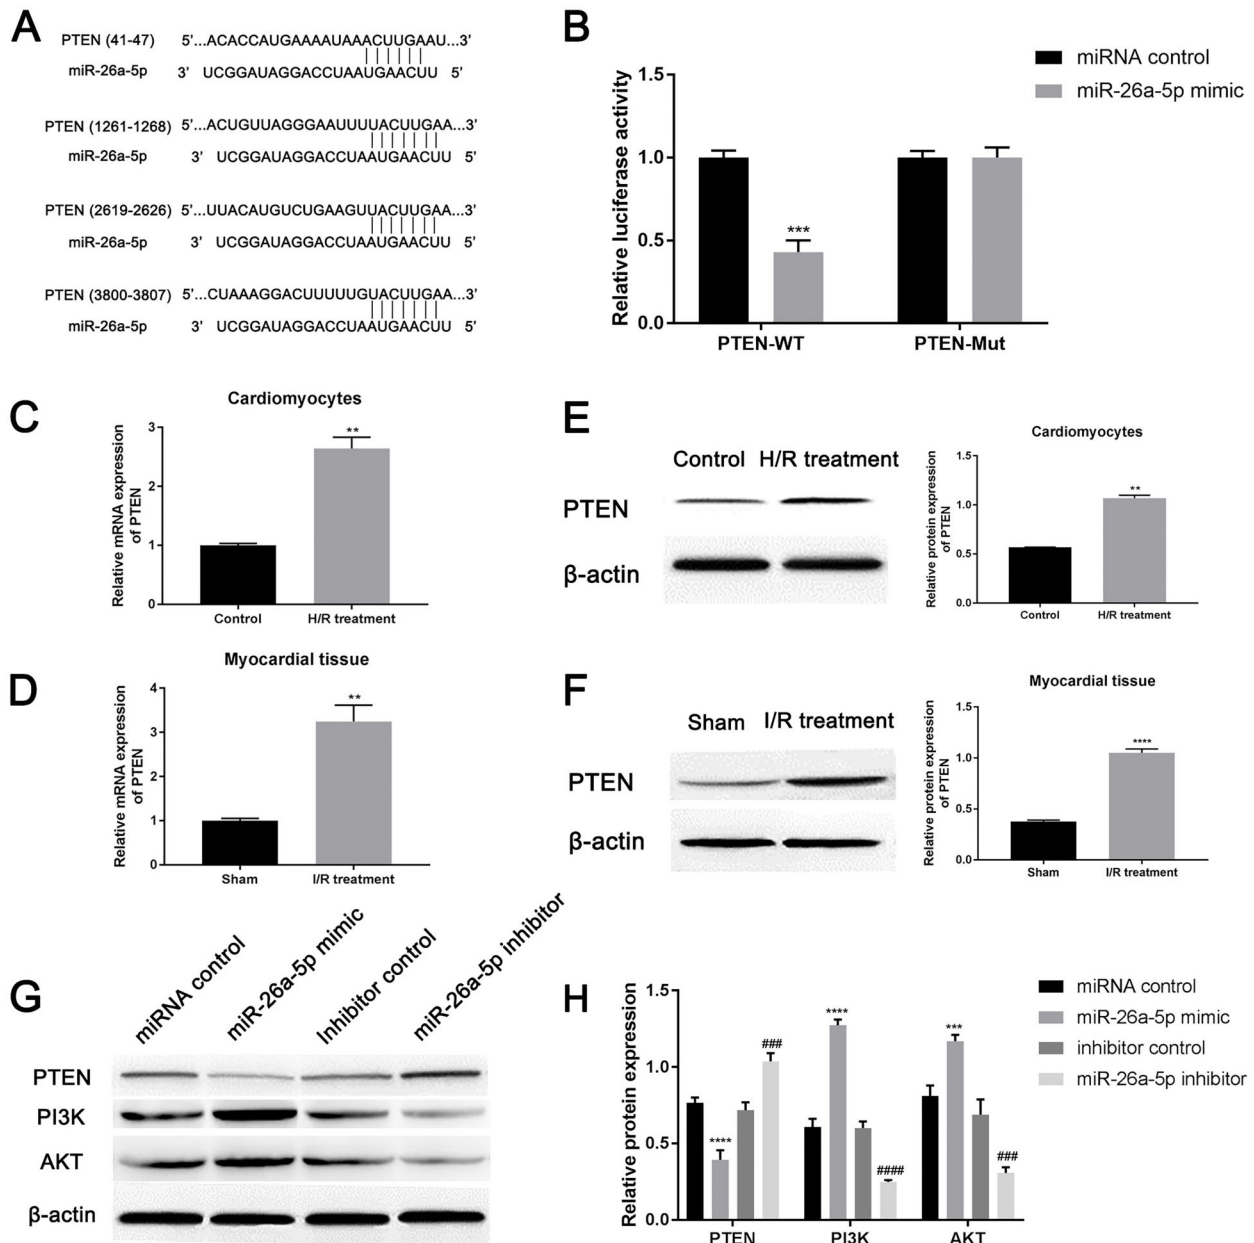 A
PTEN (41-47) 5'...ACACCAUGAAAAUAAACUUGAAU...3'
miR-26a-5p 3' UCGGAUAGGACCUAAUGAACUU 5'
PTEN (1261-1268) 5'...ACUGUUAGGGAAUUUUACUUGAA...3'
miR-26a-5p 3' UCGGAUAGGACCUAAUGAACUU 5'
PTEN (2619-2626) 5'...UUACAUGUCUGAAGUUACUUGAA...3'
miR-26a-5p 3' UCGGAUAGGACCUAAUGAACUU 5'
PTEN (3800-3807) 5'...CUAAAGGACUUUUUGUACUUGAA...3'
miR-26a-5p 3' UCGGAUAGGACCUAAUGAACUU 5'
B
miRNA control
miR-26a-5p mimic
Relative luciferase activity
1.5
1.0
0.5
0.0
***
PTEN-WT PTEN-Mut
C
Cardiomyocytes
Relative mRNA expression
of PTEN
3
2
1
0
**
Control H/R treatment
D
Myocardial tissue
Relative mRNA expression
of PTEN
4
3
2
1
0
**
Sham I/R treatment
E
Control H/R treatment
PTEN
β-actin
Cardiomyocytes
Relative protein expression
of PTEN
1.5
1.0
0.5
0.0
**
Control H/R treatment
F
Sham I/R treatment
PTEN
β-actin
Myocardial tissue
Relative protein expression
of PTEN
1.5
1.0
0.5
0.0
****
Sham I/R treatment
G
miRNA control
miR-26a-5p mimic
Inhibitor control
miR-26a-5p inhibitor
PTEN
PI3K
AKT
β-actin
H
miRNA control
miR-26a-5p mimic
inhibitor control
miR-26a-5p inhibitor
Relative protein expression
1.5
1.0
0.5
0.0
****
###
****
####
***
###
PTEN PI3K AKT